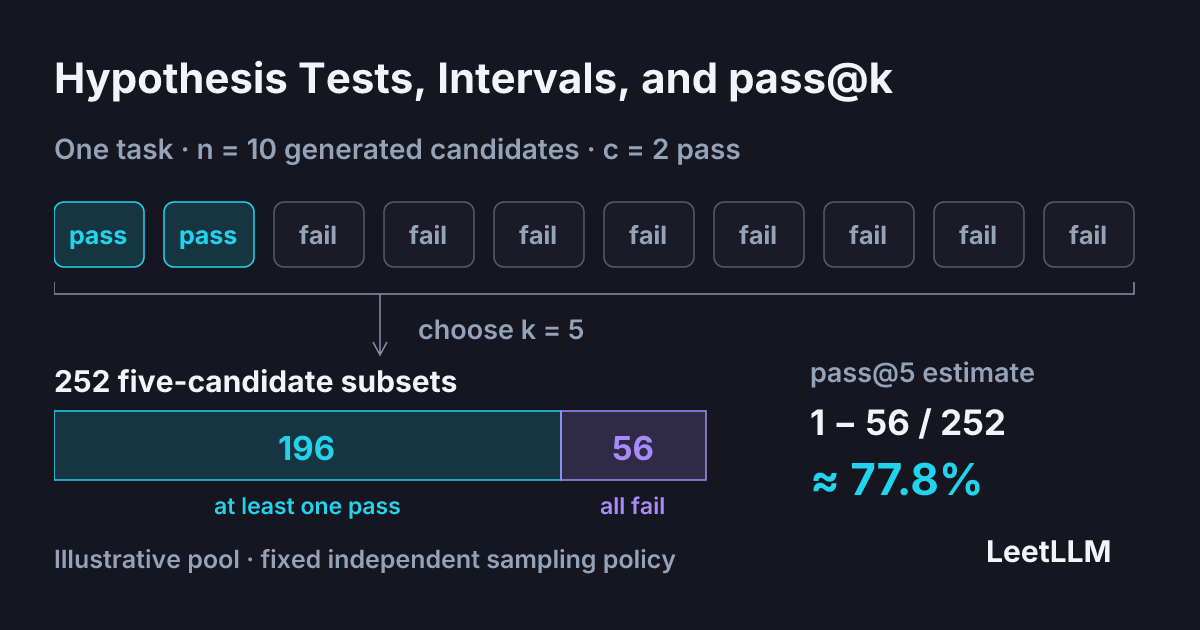 Hypothesis Tests, Intervals, and pass@k
One task · n = 10 generated candidates · c = 2 pass
pass pass fail fail fail fail fail fail fail fail
choose k = 5
252 five-candidate subsets
196 56
at least one pass all fail
pass@5 estimate
1 – 56 / 252
≈ 77.8%
Illustrative pool · fixed independent sampling policy
LeetLLM